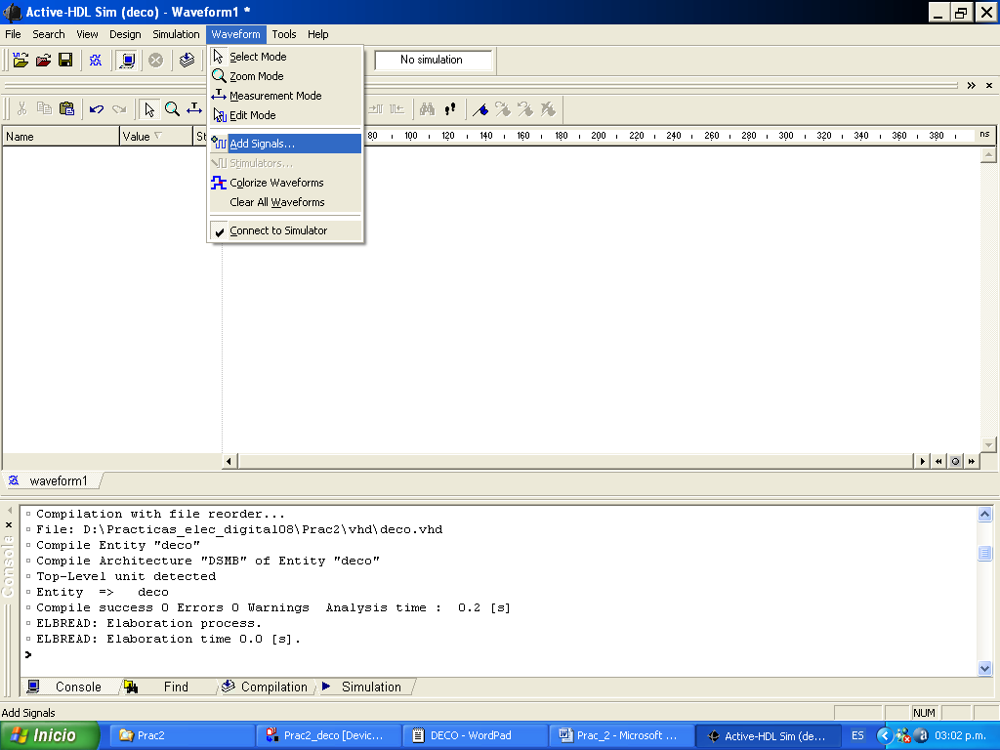 Active-HDL Sim (deco) - Waveform1 *
File Search View Design Simulation Waveform Tools Help
No simulation
Select Mode
Zoom Mode
Measurement Mode
Edit Mode
Add Signals...
Stimulators...
Colorize Waveforms
Clear All Waveforms
Connect to Simulator
Name Value St
80 100 120 140 160 180 200 220 240 260 280 300 320 340 360 380 ns
waveform1
Consola
Compilation with file reorder...
File: D:\Practicas_elec_digital08\Prac2\vhd\deco.vhd
Compile Entity "deco"
Compile Architecture "DSMB" of Entity "deco"
Top-Level unit detected
Entity => deco
Compile success 0 Errors 0 Warnings Analysis time : 0.2 [s]
ELBREAD: Elaboration process.
ELBREAD: Elaboration time 0.0 [s].
>
Console Find Compilation Simulation
Add Signals NUM
Inicio Prac2 Prac2_deco [Devic... DECO - WordPad Prac_2 - Microsoft ... Active-HDL Sim (de... ES 03:02 p.m.